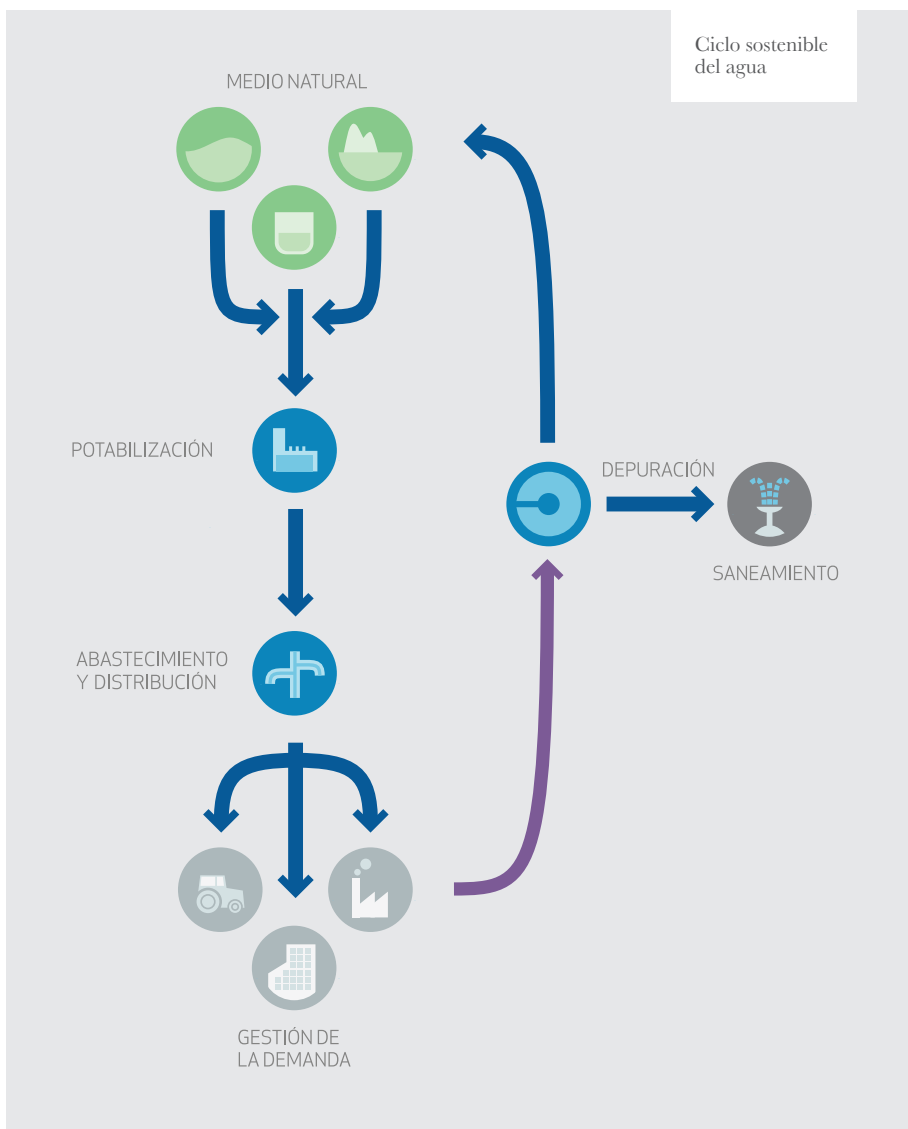 Ciclo sostenible
del agua
MEDIO NATURAL
POTABILIZACIÓN
DEPURACIÓN
SANEAMIENTO
ABASTECIMIENTO
Y DISTRIBUCIÓN
GESTIÓN DE
LA DEMANDA